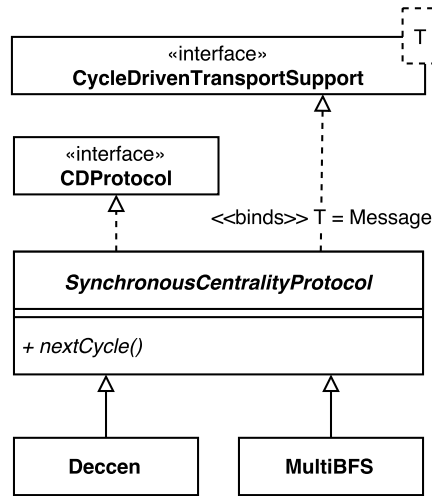 T
«interface»
CycleDrivenTransportSupport
«interface»
CDProtocol
<<binds>> T = Message
SynchronousCentralityProtocol
+ nextCycle()
Deccen
MultiBFS